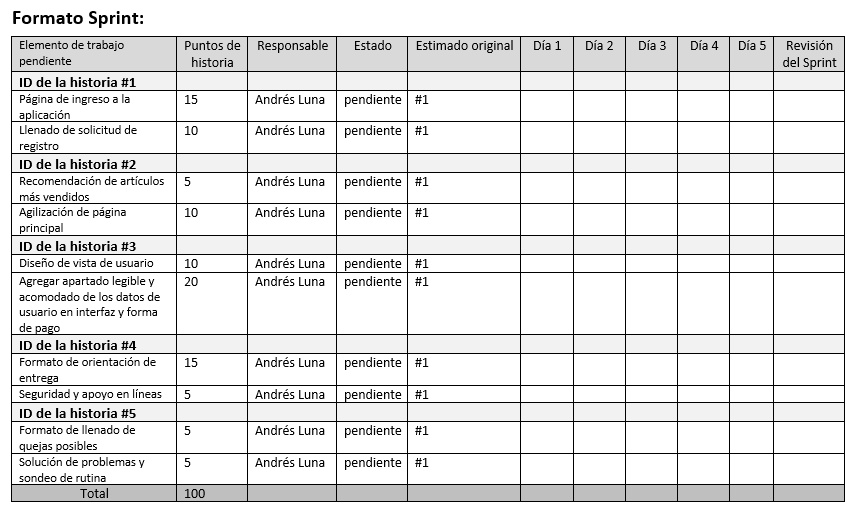 Formato Sprint:
Elemento de trabajo pendiente Puntos de historia Responsable Estado Estimado original Día 1 Día 2 Día 3 Día 4 Día 5 Revisión del Sprint
ID de la historia #1
Página de ingreso a la aplicación 15 Andrés Luna pendiente #1
Llenado de solicitud de registro 10 Andrés Luna pendiente #1
ID de la historia #2
Recomendación de artículos más vendidos 5 Andrés Luna pendiente #1
Agilización de página principal 10 Andrés Luna pendiente #1
ID de la historia #3
Diseño de vista de usuario 10 Andrés Luna pendiente #1
Agregar apartado legible y acomodado de los datos de usuario en interfaz y forma de pago 20 Andrés Luna pendiente #1
ID de la historia #4
Formato de orientación de entrega 15 Andrés Luna pendiente #1
Seguridad y apoyo en líneas 5 Andrés Luna pendiente #1
ID de la historia #5
Formato de llenado de quejas posibles 5 Andrés Luna pendiente #1
Solución de problemas y sondeo de rutina 5 Andrés Luna pendiente #1
Total 100